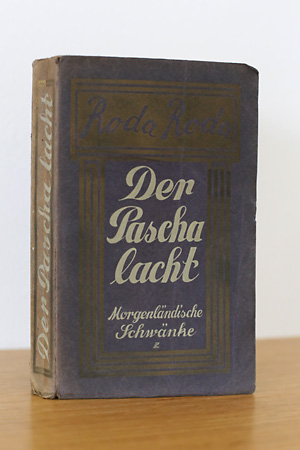 Roda Roda
Der
Pascha
lacht
Morgenländische
Schwänke
Der Pascha lacht